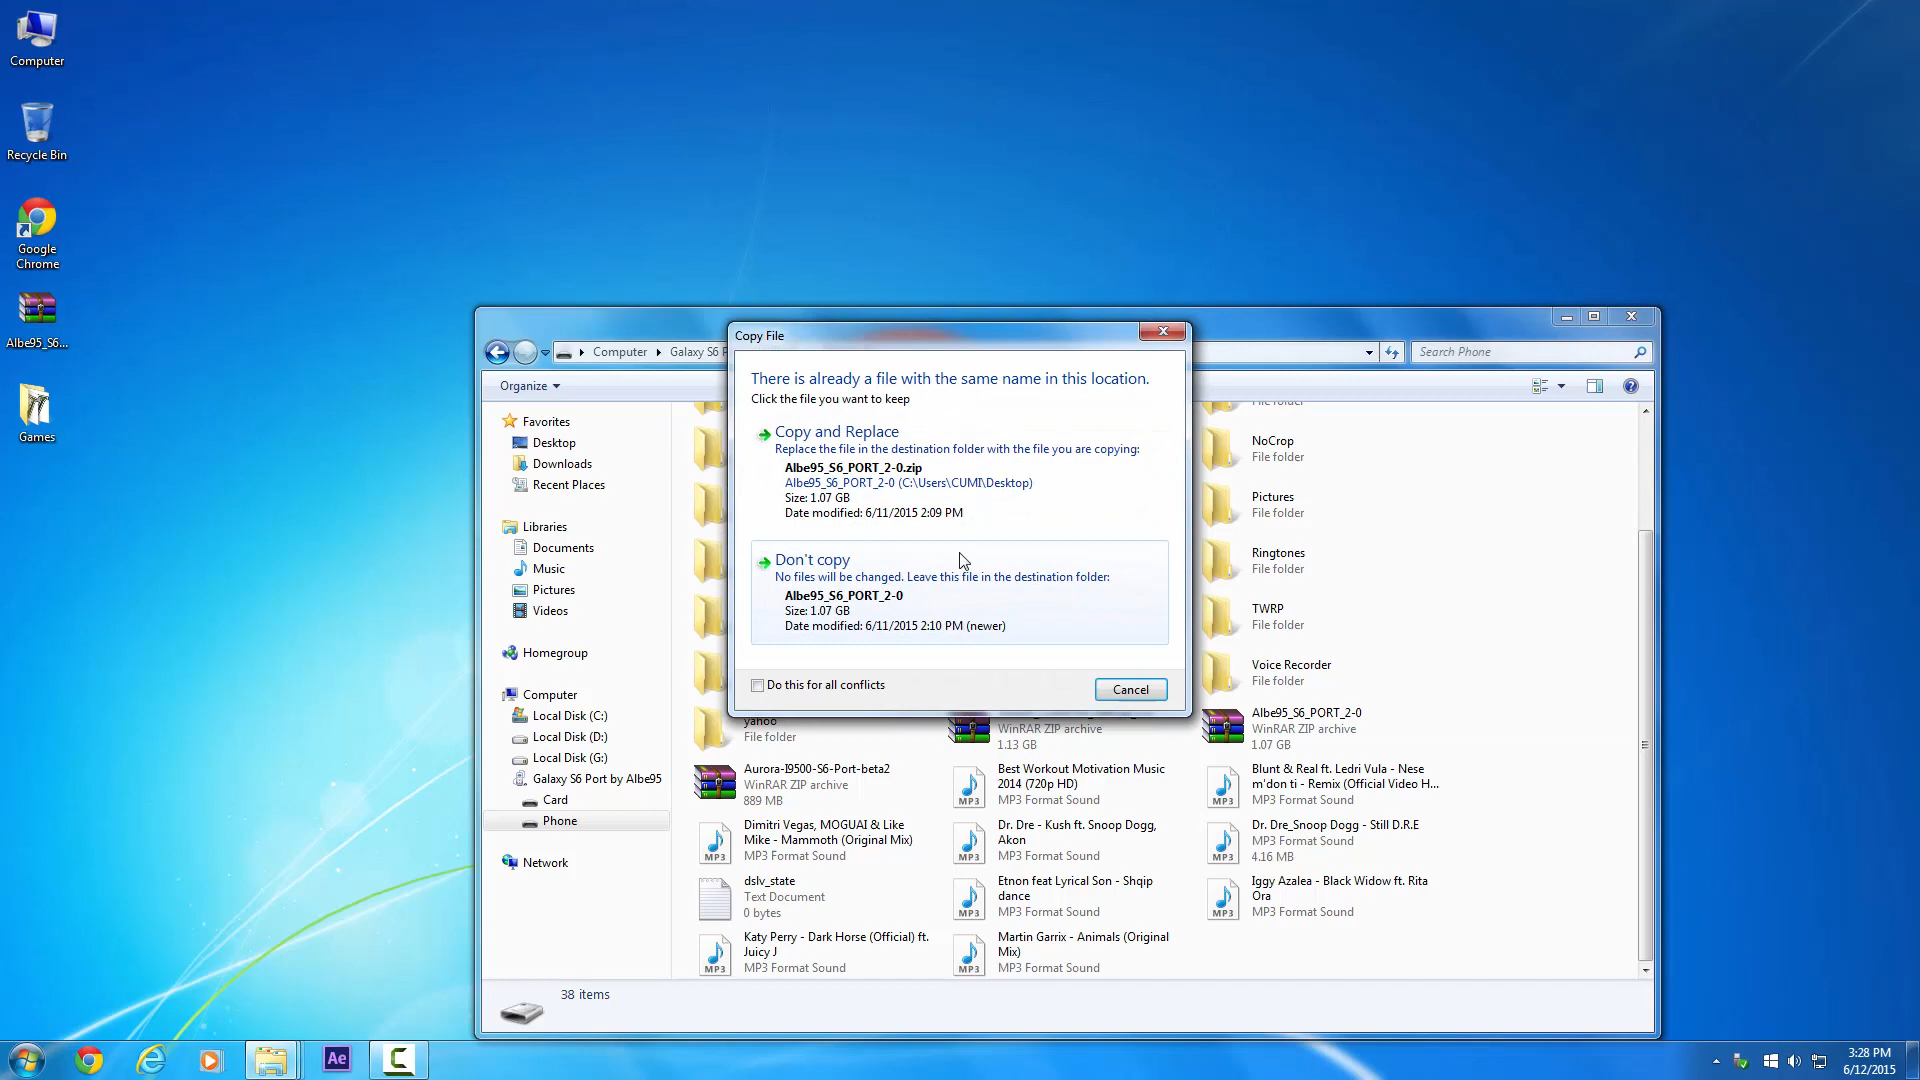 Computer
Recycle Bin
Google
Chrome
Albe95_S6...
Games
Computer
Galaxy S6 P
Search Phone
Organize
Favorites
Desktop
Downloads
Recent Places
Libraries
Documents
Music
Pictures
Videos
Homegroup
Computer
Local Disk (C:)
Local Disk (D:)
Local Disk (G:)
Galaxy S6 Port by Albe95
Card
Phone
Network
Copy File
There is already a file with the same name in this location.
Click the file you want to keep
Copy and Replace
Replace the file in the destination folder with the file you are copying:
Albe95_S6_PORT_2-0.zip
Albe95_S6_PORT_2-0 (C:\Users\CUMI\Desktop)
Size: 1.07 GB
Date modified: 6/11/2015 2:09 PM
Don't copy
No files will be changed. Leave this file in the destination folder:
Albe95_S6_PORT_2-0
Size: 1.07 GB
Date modified: 6/11/2015 2:10 PM (newer)
Do this for all conflicts
Cancel
File folder
NoCrop
File folder
Pictures
File folder
Ringtones
File folder
TWRP
File folder
Voice Recorder
File folder
yahoo
File folder
WinRAR ZIP archive
1.13 GB
Albe95_S6_PORT_2-0
WinRAR ZIP archive
1.07 GB
Aurora-I9500-S6-Port-beta2
WinRAR ZIP archive
889 MB
Best Workout Motivation Music
2014 (720p HD)
MP3 Format Sound
Blunt & Real ft. Ledri Vula - Nese
m'don ti - Remix (Official Video H...
MP3 Format Sound
Dimitri Vegas, MOGUAI & Like
Mike - Mammoth (Original Mix)
MP3 Format Sound
Dr. Dre - Kush ft. Snoop Dogg,
Akon
MP3 Format Sound
Dr. Dre_Snoop Dogg - Still D.R.E
MP3 Format Sound
4.16 MB
dslv_state
Text Document
0 bytes
Etnon feat Lyrical Son - Shqip
dance
MP3 Format Sound
Iggy Azalea - Black Widow ft. Rita
Ora
MP3 Format Sound
Katy Perry - Dark Horse (Official) ft.
Juicy J
MP3 Format Sound
Martin Garrix - Animals (Original
Mix)
MP3 Format Sound
MP3
MP3
MP3
MP3
MP3
MP3
MP3
MP3
MP3
38 items
Ae
3:28 PM
6/12/2015